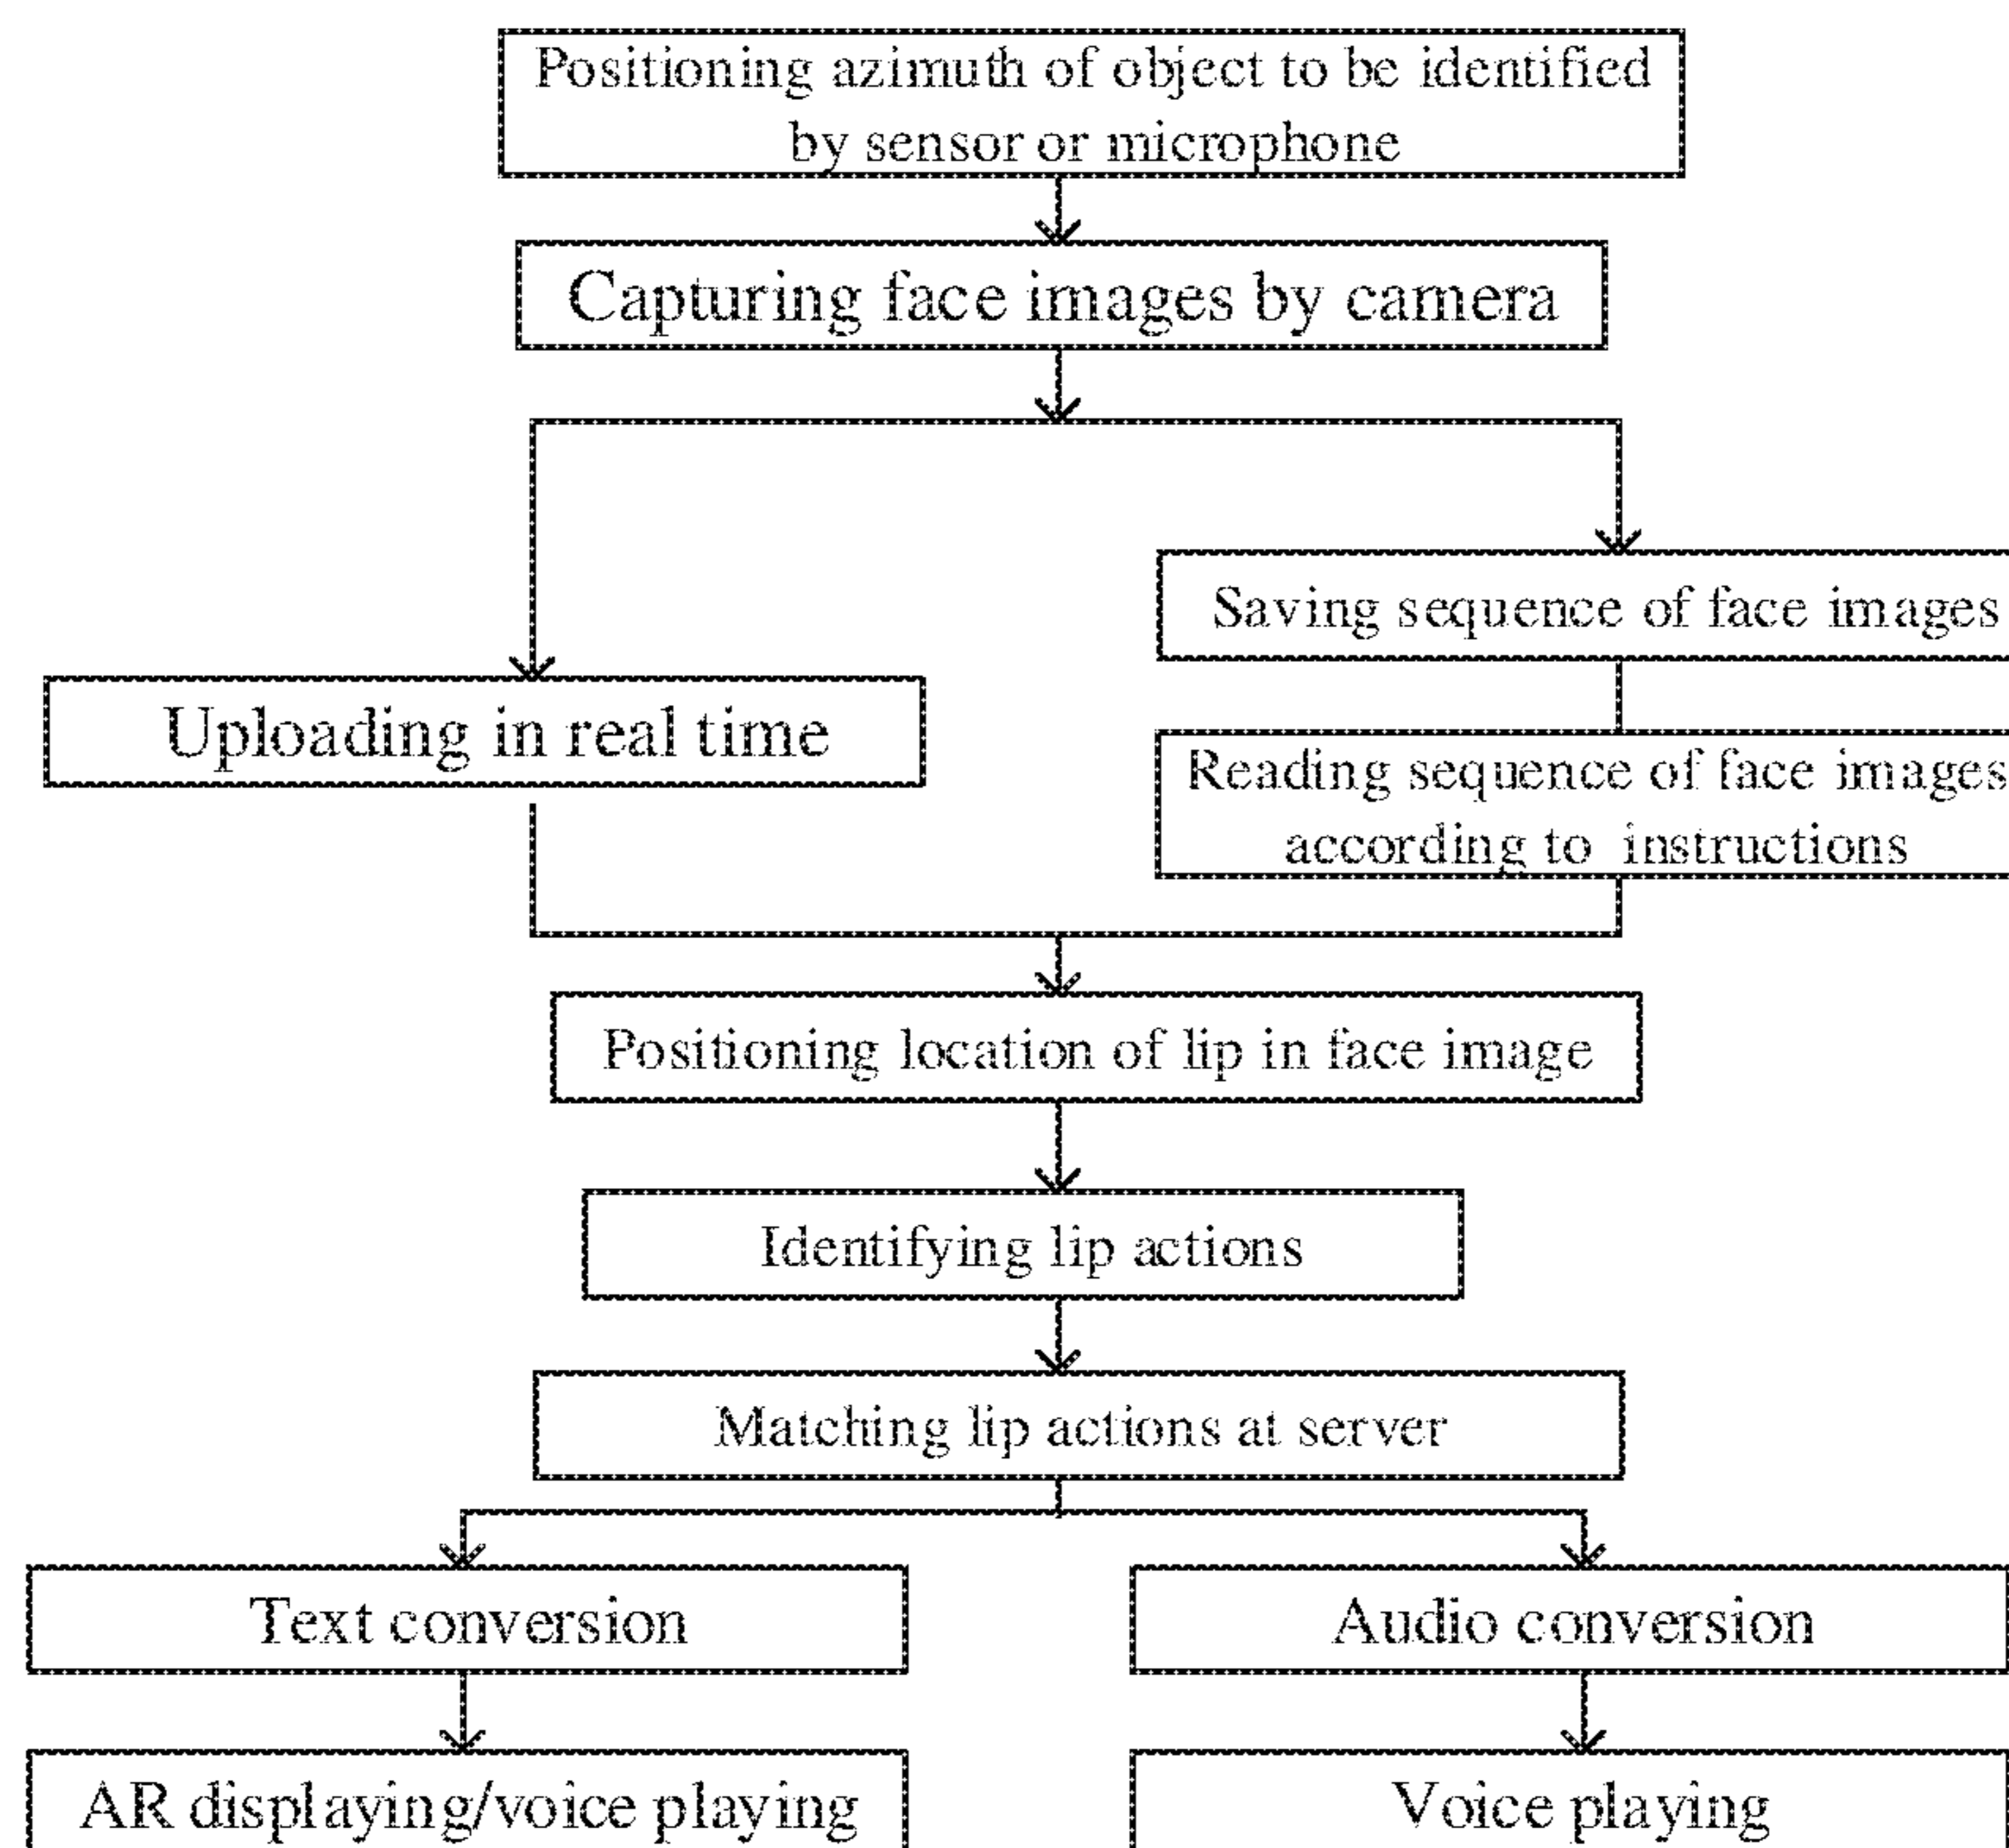 Positioning azimuth of object to be identified
by sensor or microphone
Capturing face images by camera
Saving sequence of face images
Uploading in real time
Reading sequence of face images
according to instructions
Positioning location of lip in face image
Identifying lip actions
Matching lip actions at server
Text conversion
Audio conversion
AR displaying/voice playing
Voice playing